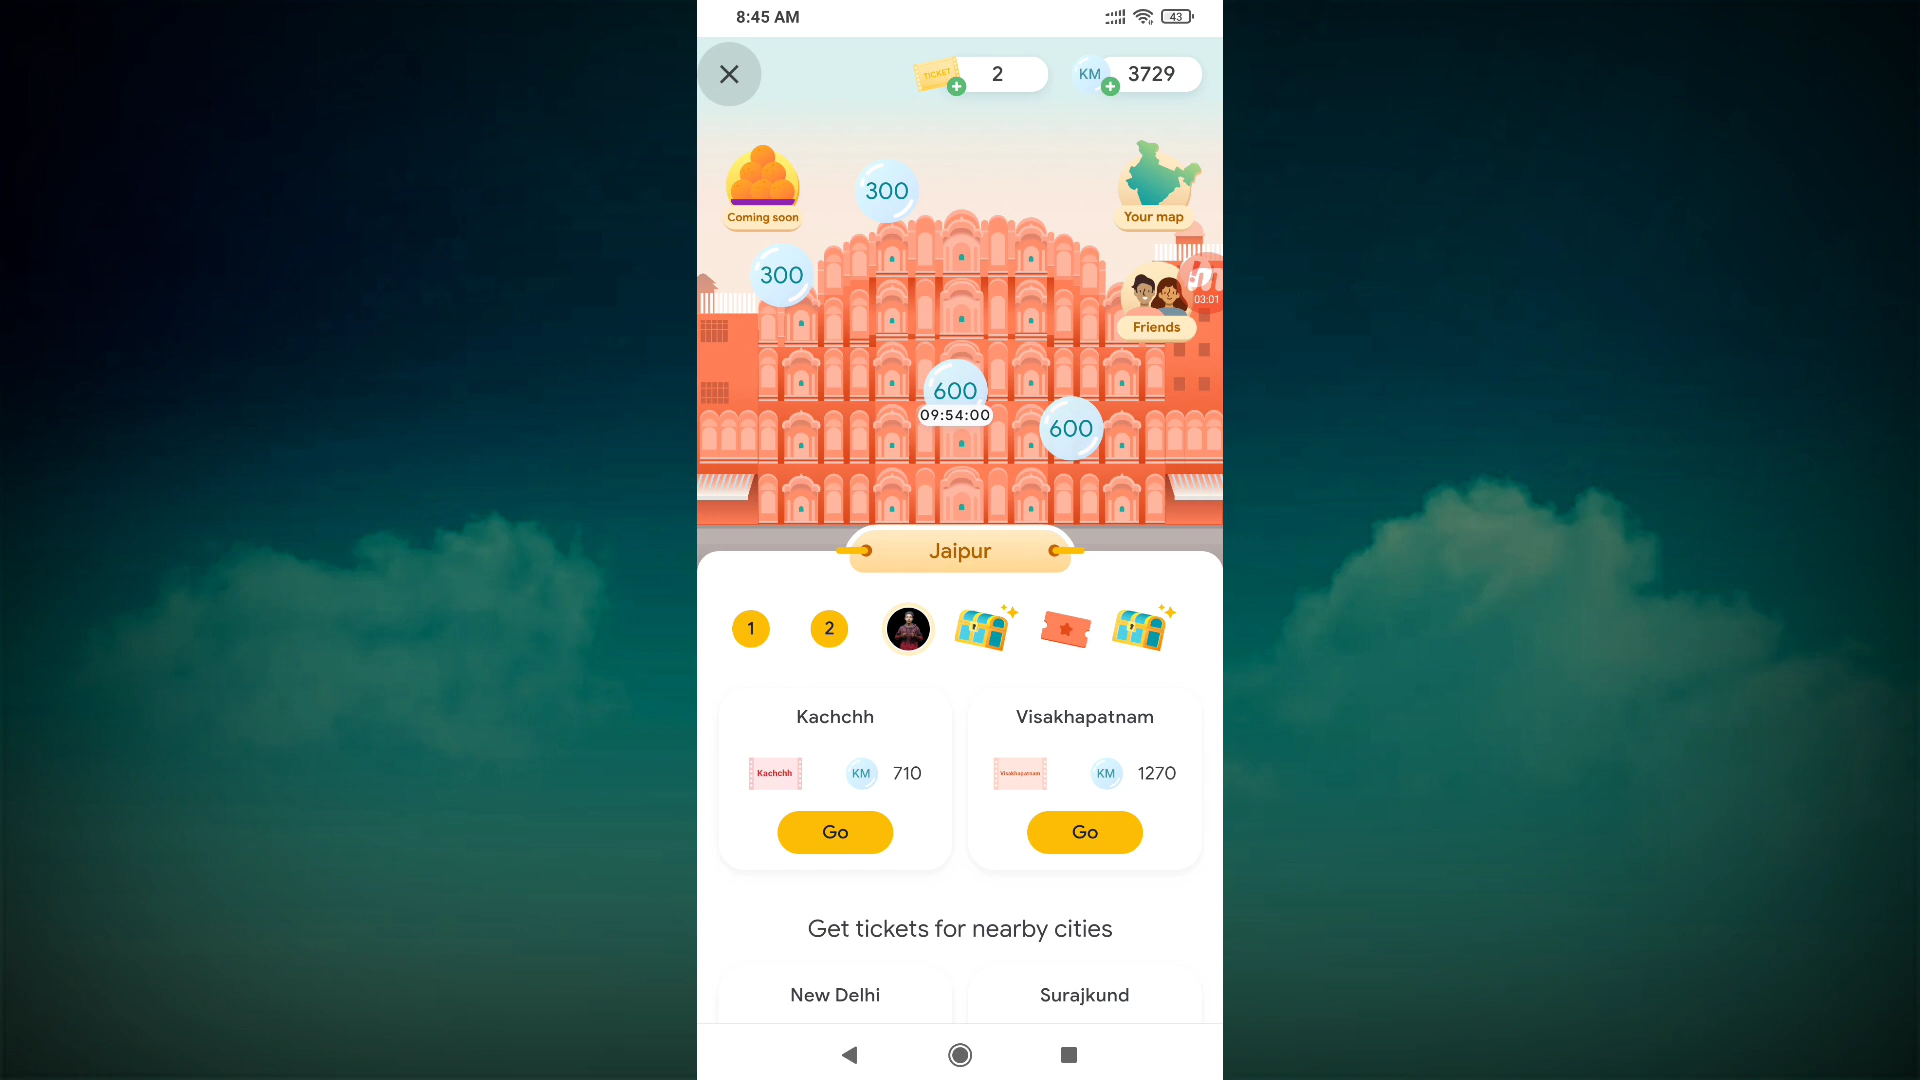 8:45 AM
43
TICKET
2
KM
3729
300
Coming soon
Your map
300
03:01
Friends
600
09:54:00
600
Jaipur
1
2
Kachchh
Visakhapatnam
Kachchh
KM
710
Visakhapatnam
KM
1270
Go
Go
Get tickets for nearby cities
New Delhi
Surajkund